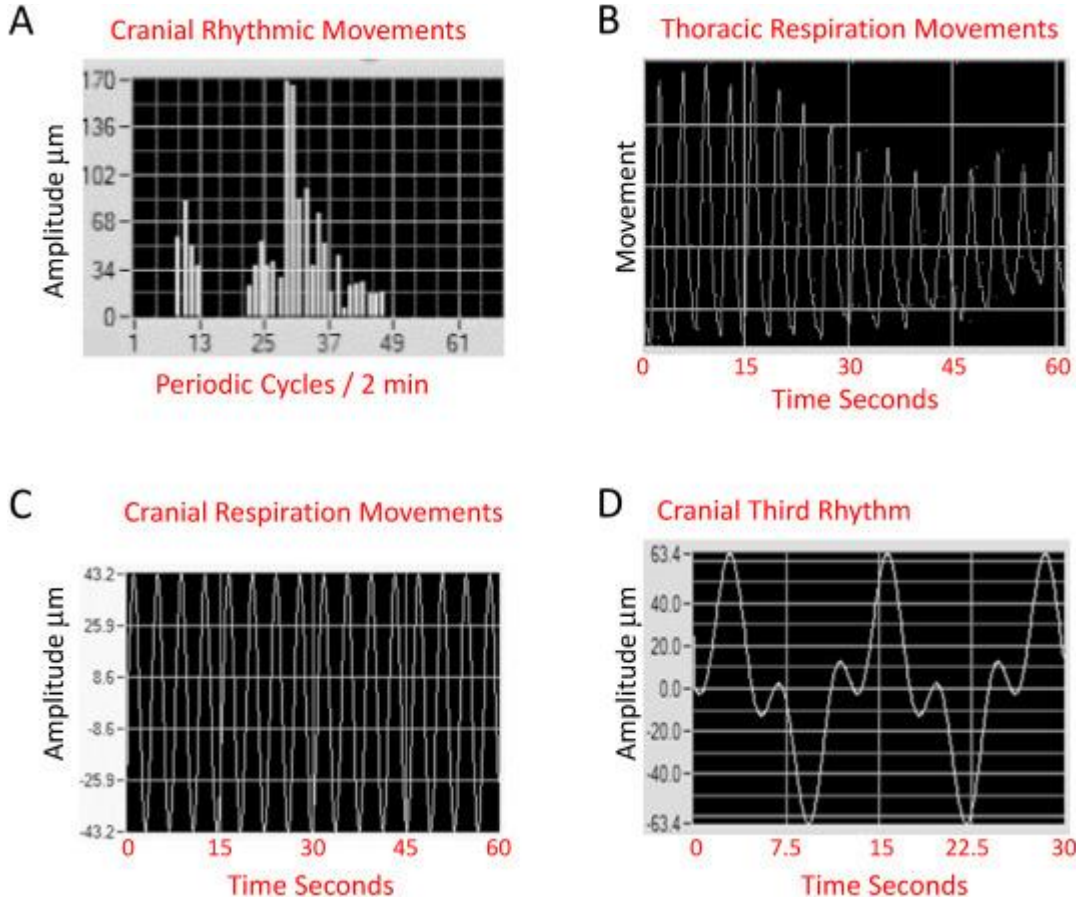 A
Cranial Rhythmic Movements
Amplitude μm
170
136
102
68
34
0
1 13 25 37 49 61
Periodic Cycles / 2 min
B
Thoracic Respiration Movements
Movement
0 15 30 45 60
Time Seconds
C
Cranial Respiration Movements
Amplitude μm
43.2
25.9
8.6
-8.6
-25.9
-43.2
0 15 30 45 60
Time Seconds
D
Cranial Third Rhythm
Amplitude μm
63.4
40.0
20.0
0.0
-20.0
-40.0
-63.4
0 7.5 15 22.5 30
Time Seconds